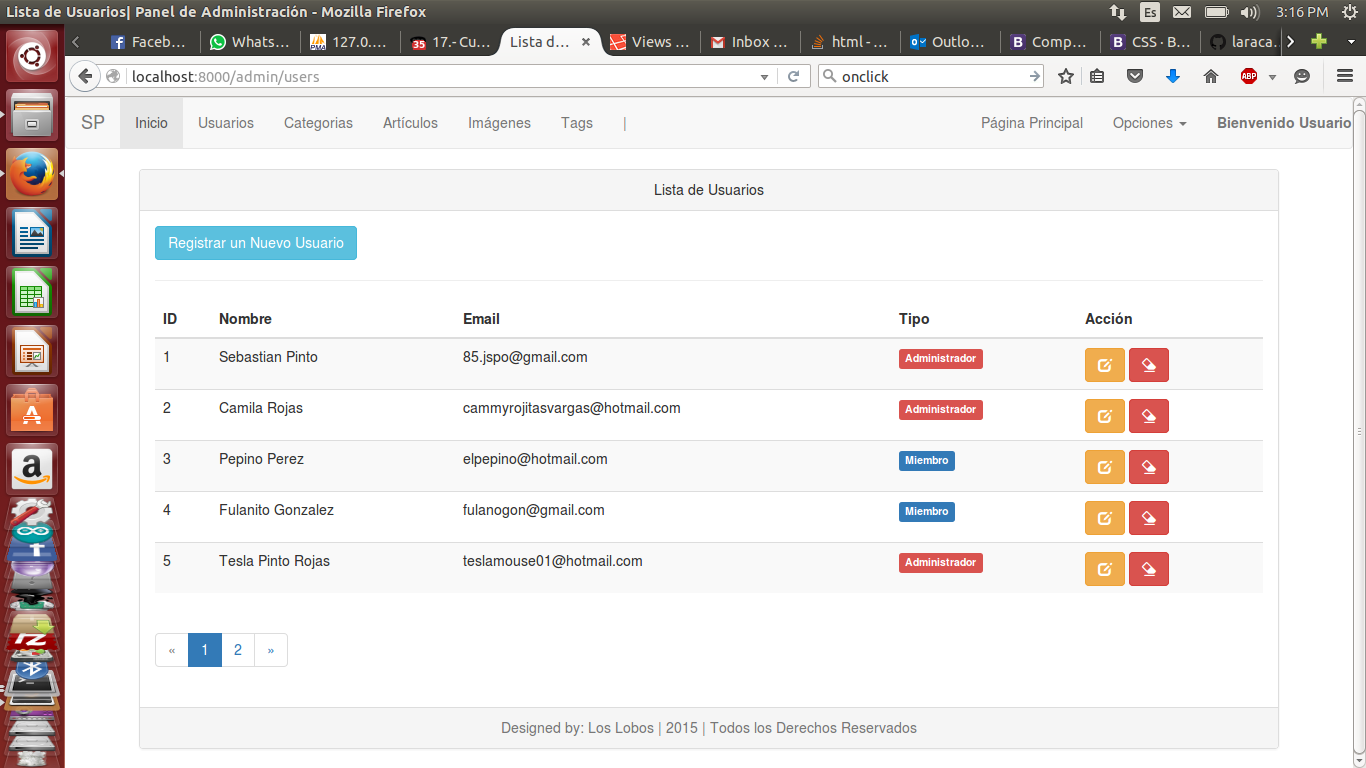 Lista de Usuarios| Panel de Administración - Mozilla Firefox
Es
3:16 PM
Faceb...
Whats...
127.0....
17.- Cu...
Lista d...
Views ...
Inbox ...
html - ...
Outlo...
Comp...
CSS · B...
laraca...
localhost:8000/admin/users
onclick
ABP
SP
Inicio
Usuarios
Categorias
Artículos
Imágenes
Tags
|
Página Principal
Opciones
Bienvenido Usuario
Lista de Usuarios
Registrar un Nuevo Usuario
ID Nombre Email Tipo Acción
1 Sebastian Pinto 85.jspo@gmail.com Administrador
2 Camila Rojas cammyrojitasvargas@hotmail.com Administrador
3 Pepino Perez elpepino@hotmail.com Miembro
4 Fulanito Gonzalez fulanogon@gmail.com Miembro
5 Tesla Pinto Rojas teslamouse01@hotmail.com Administrador
« 1 2 »
Designed by: Los Lobos | 2015 | Todos los Derechos Reservados